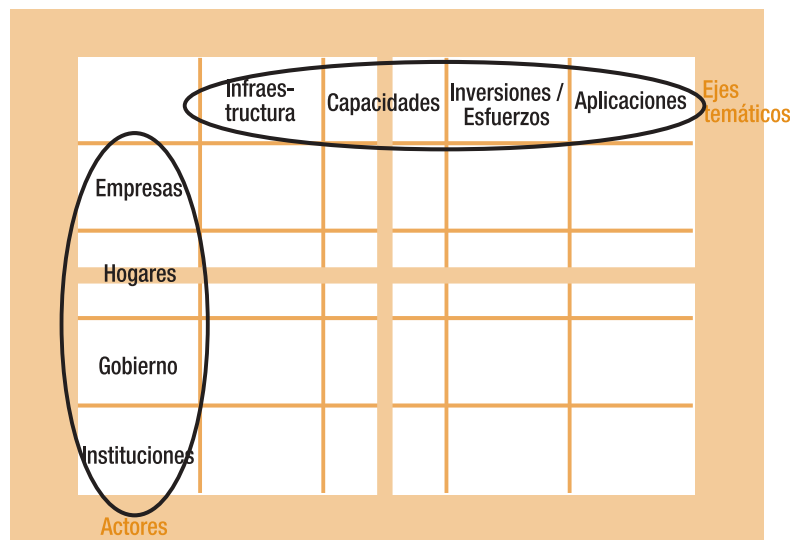 Infraes-
tructura
Capacidades
Inversiones /
Esfuerzos
Aplicaciones
Ejes
temáticos
Empresas
Hogares
Gobierno
Instituciones
Actores